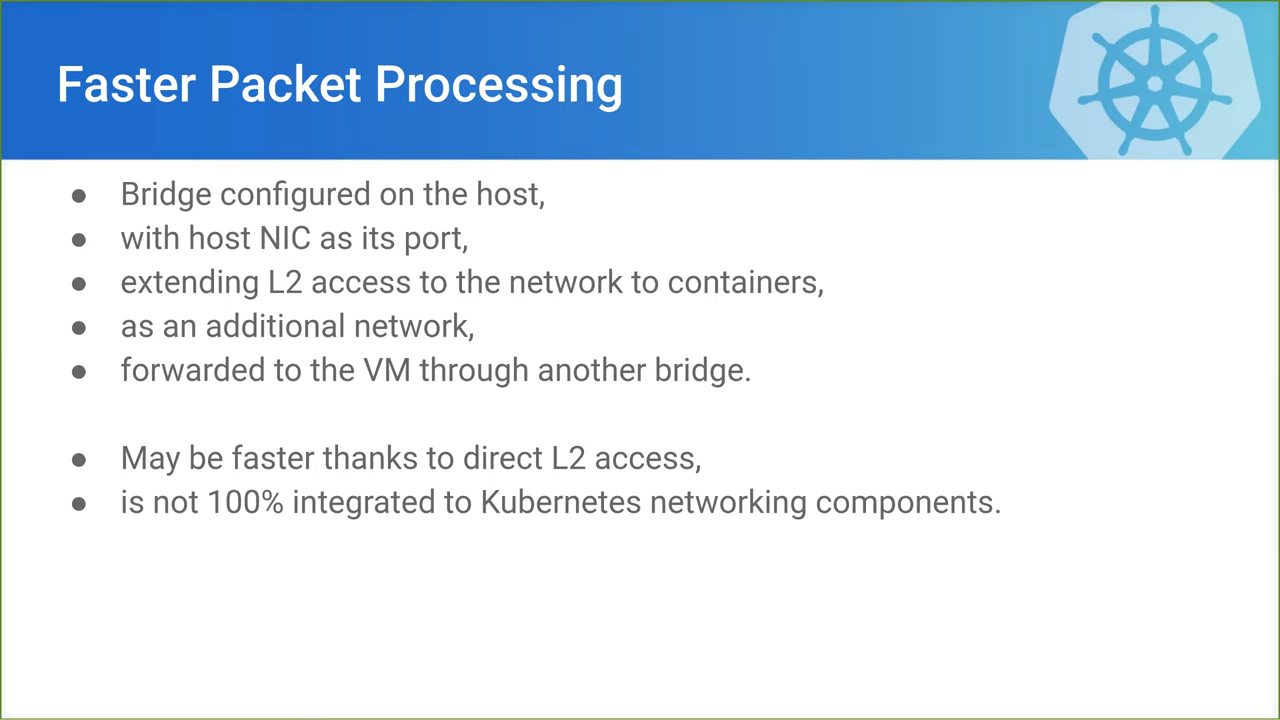 Faster Packet Processing
● Bridge configured on the host,
● with host NIC as its port,
● extending L2 access to the network to containers,
● as an additional network,
● forwarded to the VM through another bridge.
● May be faster thanks to direct L2 access,
● is not 100% integrated to Kubernetes networking components.